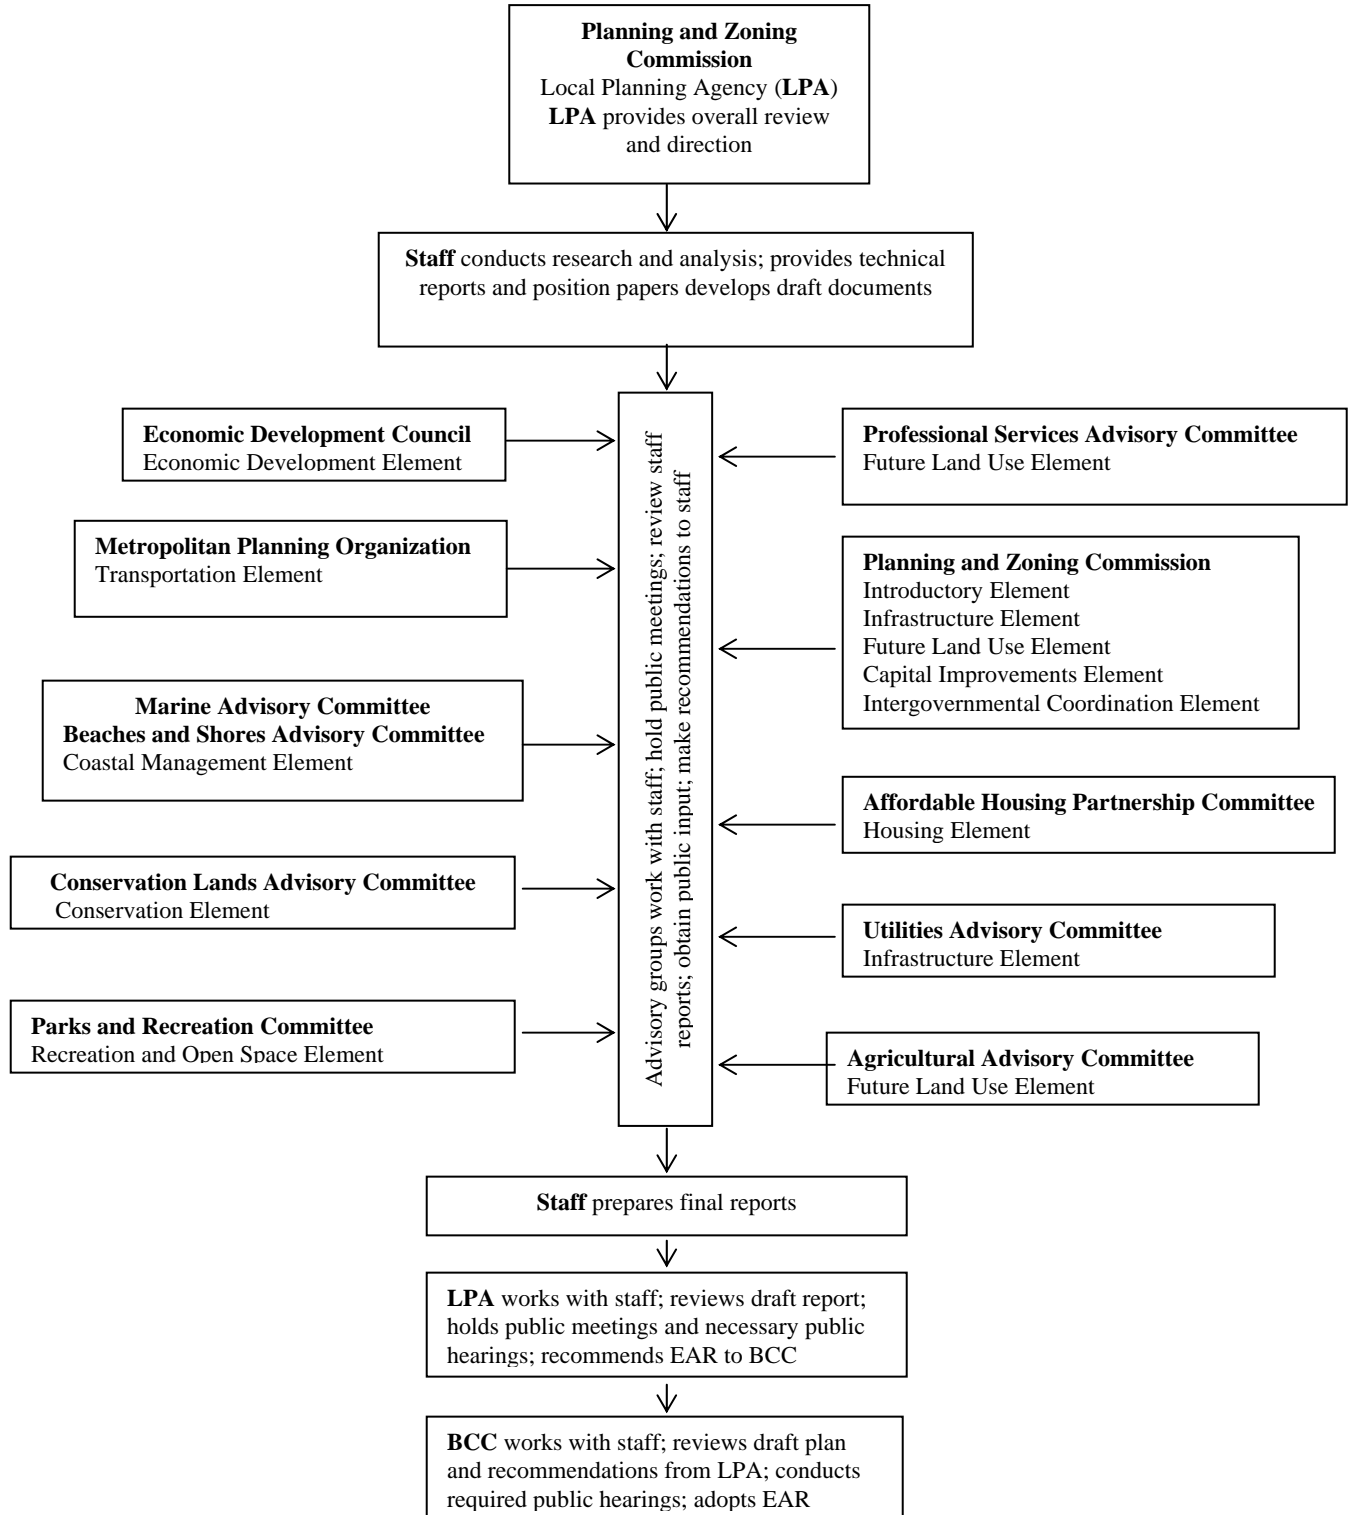 Planning and Zoning
Commission
Local Planning Agency (LPA)
LPA provides overall review
and direction
Staff conducts research and analysis; provides technical
reports and position papers develops draft documents
Economic Development Council
Economic Development Element
Metropolitan Planning Organization
Transportation Element
Marine Advisory Committee
Beaches and Shores Advisory Committee
Coastal Management Element
Conservation Lands Advisory Committee
Conservation Element
Parks and Recreation Committee
Recreation and Open Space Element
Advisory groups work with staff; hold public meetings; review staff
reports; obtain public input; make recommendations to staff
Professional Services Advisory Committee
Future Land Use Element
Planning and Zoning Commission
Introductory Element
Infrastructure Element
Future Land Use Element
Capital Improvements Element
Intergovernmental Coordination Element
Affordable Housing Partnership Committee
Housing Element
Utilities Advisory Committee
Infrastructure Element
Agricultural Advisory Committee
Future Land Use Element
Staff prepares final reports
LPA works with staff; reviews draft report;
holds public meetings and necessary public
hearings; recommends EAR to BCC
BCC works with staff; reviews draft plan
and recommendations from LPA; conducts
required public hearings; adopts EAR